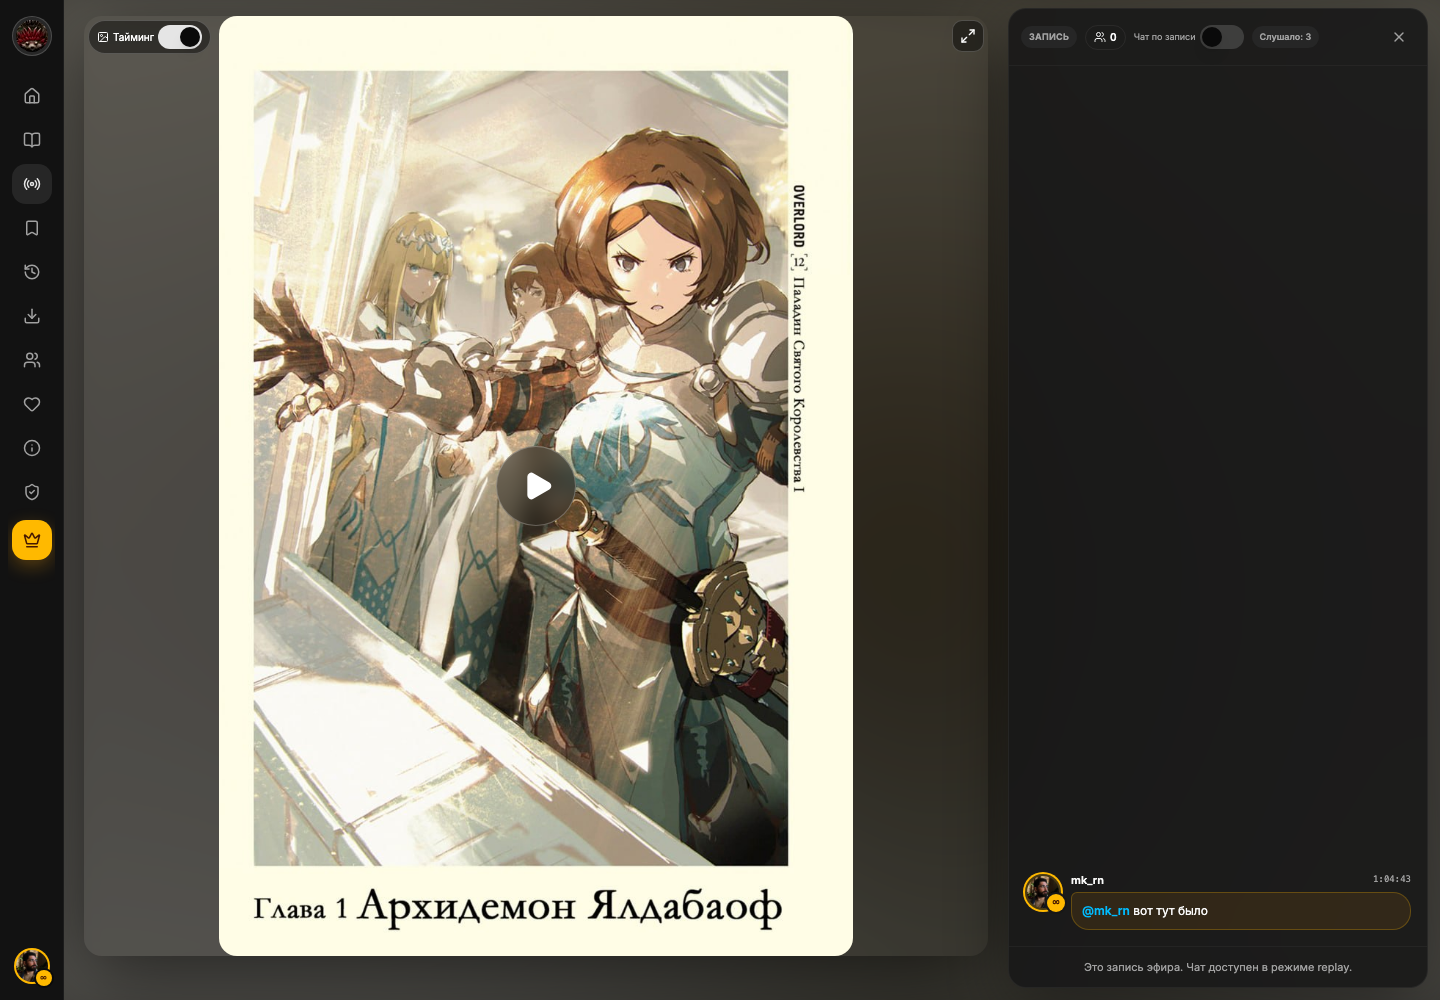 Тайминг
OVERLORD [12] Паладин Святого Королевства I
Глава 1 Архидемон Ялдабаоф
ЗАПИСЬ
0
Чат по записи
Слушало: 3
mk_rn
1:04:43
@mk_rn вот тут было
Это запись эфира. Чат доступен в режиме replay.